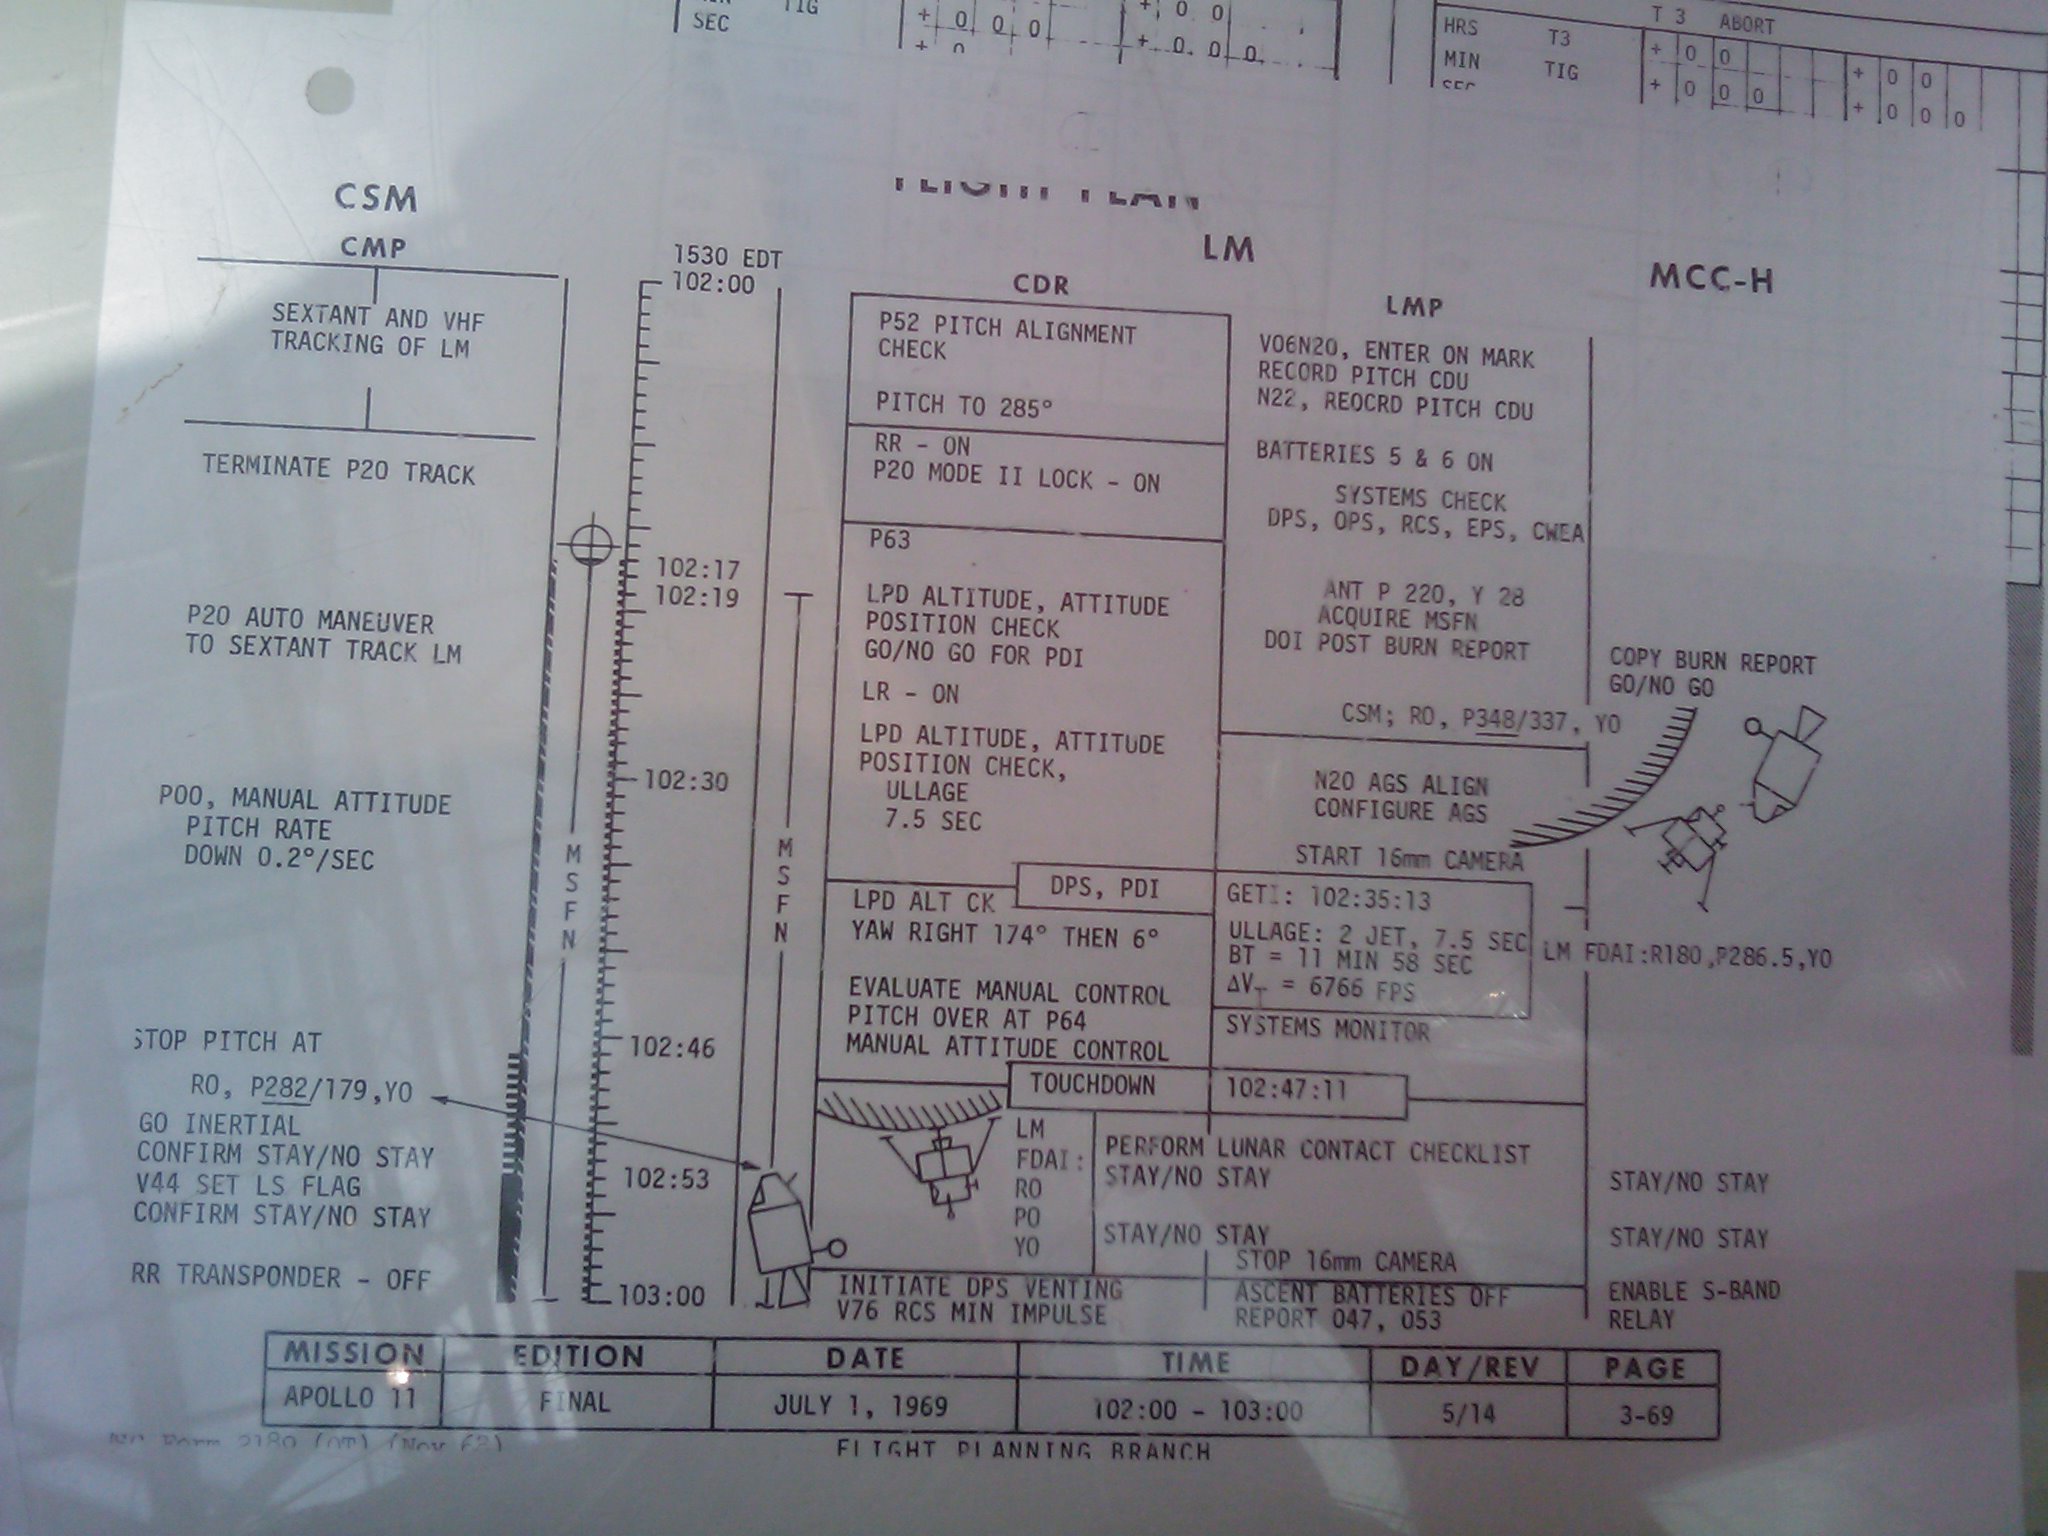 SEC
TIG
+ 0 0 0
+ 0 0
+ 0 0 0
T 3 ABORT
HRS T3
MIN TIG
+ 0 0
+ 0 0 0
+ 0 0
+ 0 0 0
FLIGHT PLAN
CSM
CMP
SEXTANT AND VHF
TRACKING OF LM
TERMINATE P20 TRACK
P20 AUTO MANEUVER
TO SEXTANT TRACK LM
P00, MANUAL ATTITUDE
PITCH RATE
DOWN 0.2°/SEC
STOP PITCH AT
R0, P282/179,Y0
GO INERTIAL
CONFIRM STAY/NO STAY
V44 SET LS FLAG
CONFIRM STAY/NO STAY
RR TRANSPONDER - OFF
MSFN
1530 EDT
102:00
102:17
102:19
102:30
102:46
102:53
103:00
MSFN
LM
CDR
P52 PITCH ALIGNMENT
CHECK
PITCH TO 285°
RR - ON
P20 MODE II LOCK - ON
P63
LPD ALTITUDE, ATTITUDE
POSITION CHECK
GO/NO GO FOR PDI
LR - ON
LPD ALTITUDE, ATTITUDE
POSITION CHECK,
ULLAGE
7.5 SEC
DPS, PDI
LPD ALT CK
YAW RIGHT 174° THEN 6°
EVALUATE MANUAL CONTROL
PITCH OVER AT P64
MANUAL ATTITUDE CONTROL
TOUCHDOWN
102:47:11
LM
FDAI:
R0
P0
Y0
PERFORM LUNAR CONTACT CHECKLIST
STAY/NO STAY
STAY/NO STAY
INITIATE DPS VENTING
V76 RCS MIN IMPULSE
LMP
V06N20, ENTER ON MARK
RECORD PITCH CDU
N22, REOCRD PITCH CDU
BATTERIES 5 & 6 ON
SYSTEMS CHECK
DPS, OPS, RCS, EPS, CWEA
ANT P 220, Y 28
ACQUIRE MSFN
DOI POST BURN REPORT
CSM; R0, P348/337, Y0
N20 AGS ALIGN
CONFIGURE AGS
START 16mm CAMERA
GETI: 102:35:13
ULLAGE: 2 JET, 7.5 SEC
BT = 11 MIN 58 SEC
ΔVT = 6766 FPS
SYSTEMS MONITOR
STOP 16mm CAMERA
ASCENT BATTERIES OFF
REPORT 047, 053
MCC-H
COPY BURN REPORT
GO/NO GO
LM FDAI:R180,P286.5,Y0
STAY/NO STAY
STAY/NO STAY
ENABLE S-BAND
RELAY
MISSION EDITION DATE TIME DAY/REV PAGE
APOLLO 11 FINAL JULY 1, 1969 102:00 - 103:00 5/14 3-69
FLIGHT PLANNING BRANCH